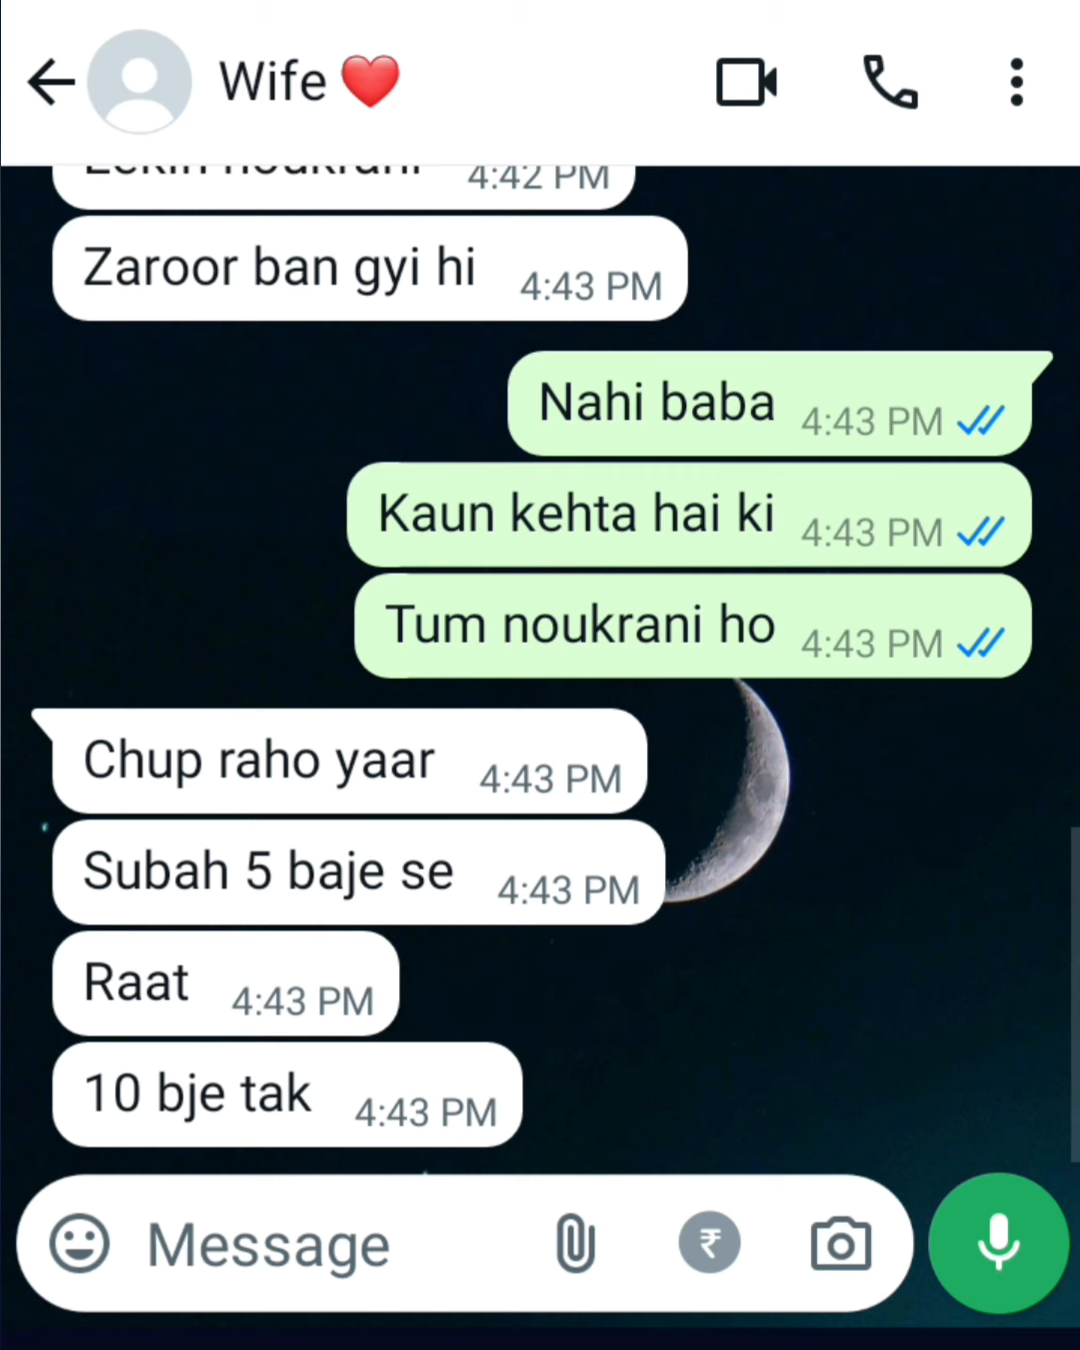 Wife ❤️
Lekin noukrani 4:42 PM
Zaroor ban gyi hi 4:43 PM
Nahi baba 4:43 PM
Kaun kehta hai ki 4:43 PM
Tum noukrani ho 4:43 PM
Chup raho yaar 4:43 PM
Subah 5 baje se 4:43 PM
Raat 4:43 PM
10 bje tak 4:43 PM
Message ₹